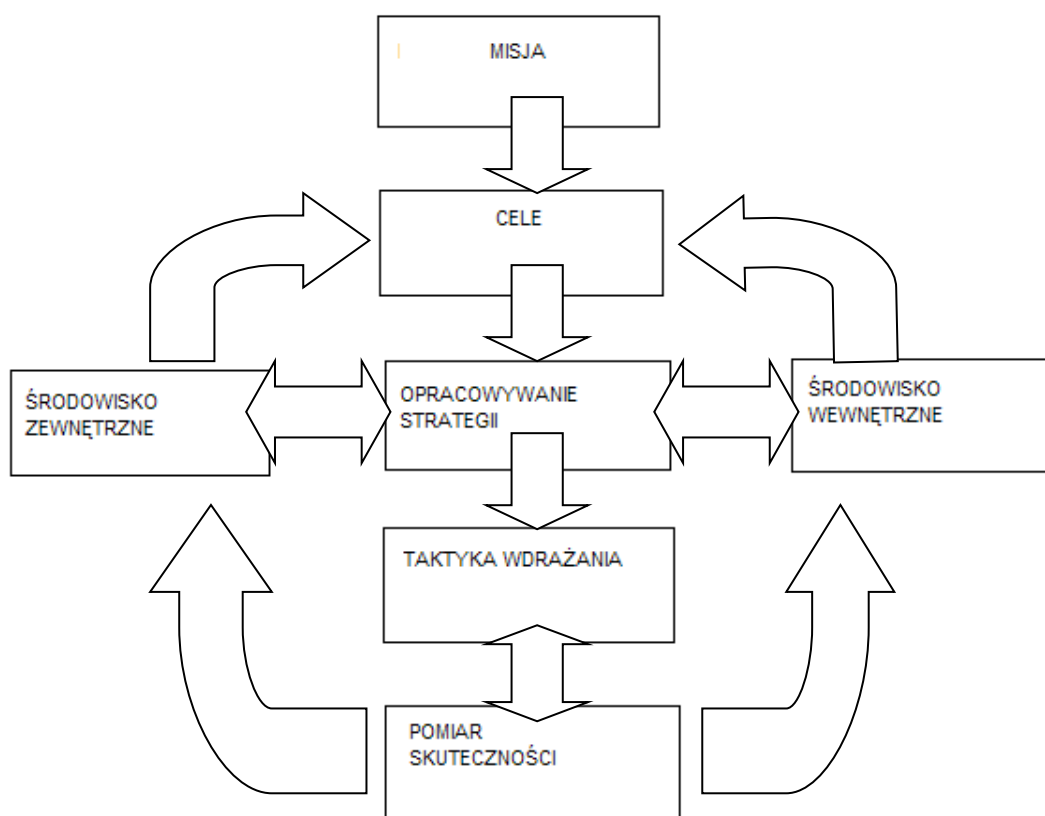 MISJA
CELE
ŚRODOWISKO
ZEWNĘTRZNE
OPRACOWYWANIE
STRATEGII
ŚRODOWISKO
WEWNĘTRZNE
TAKTYKA WDRAŻANIA
POMIAR
SKUTECZNOŚCI